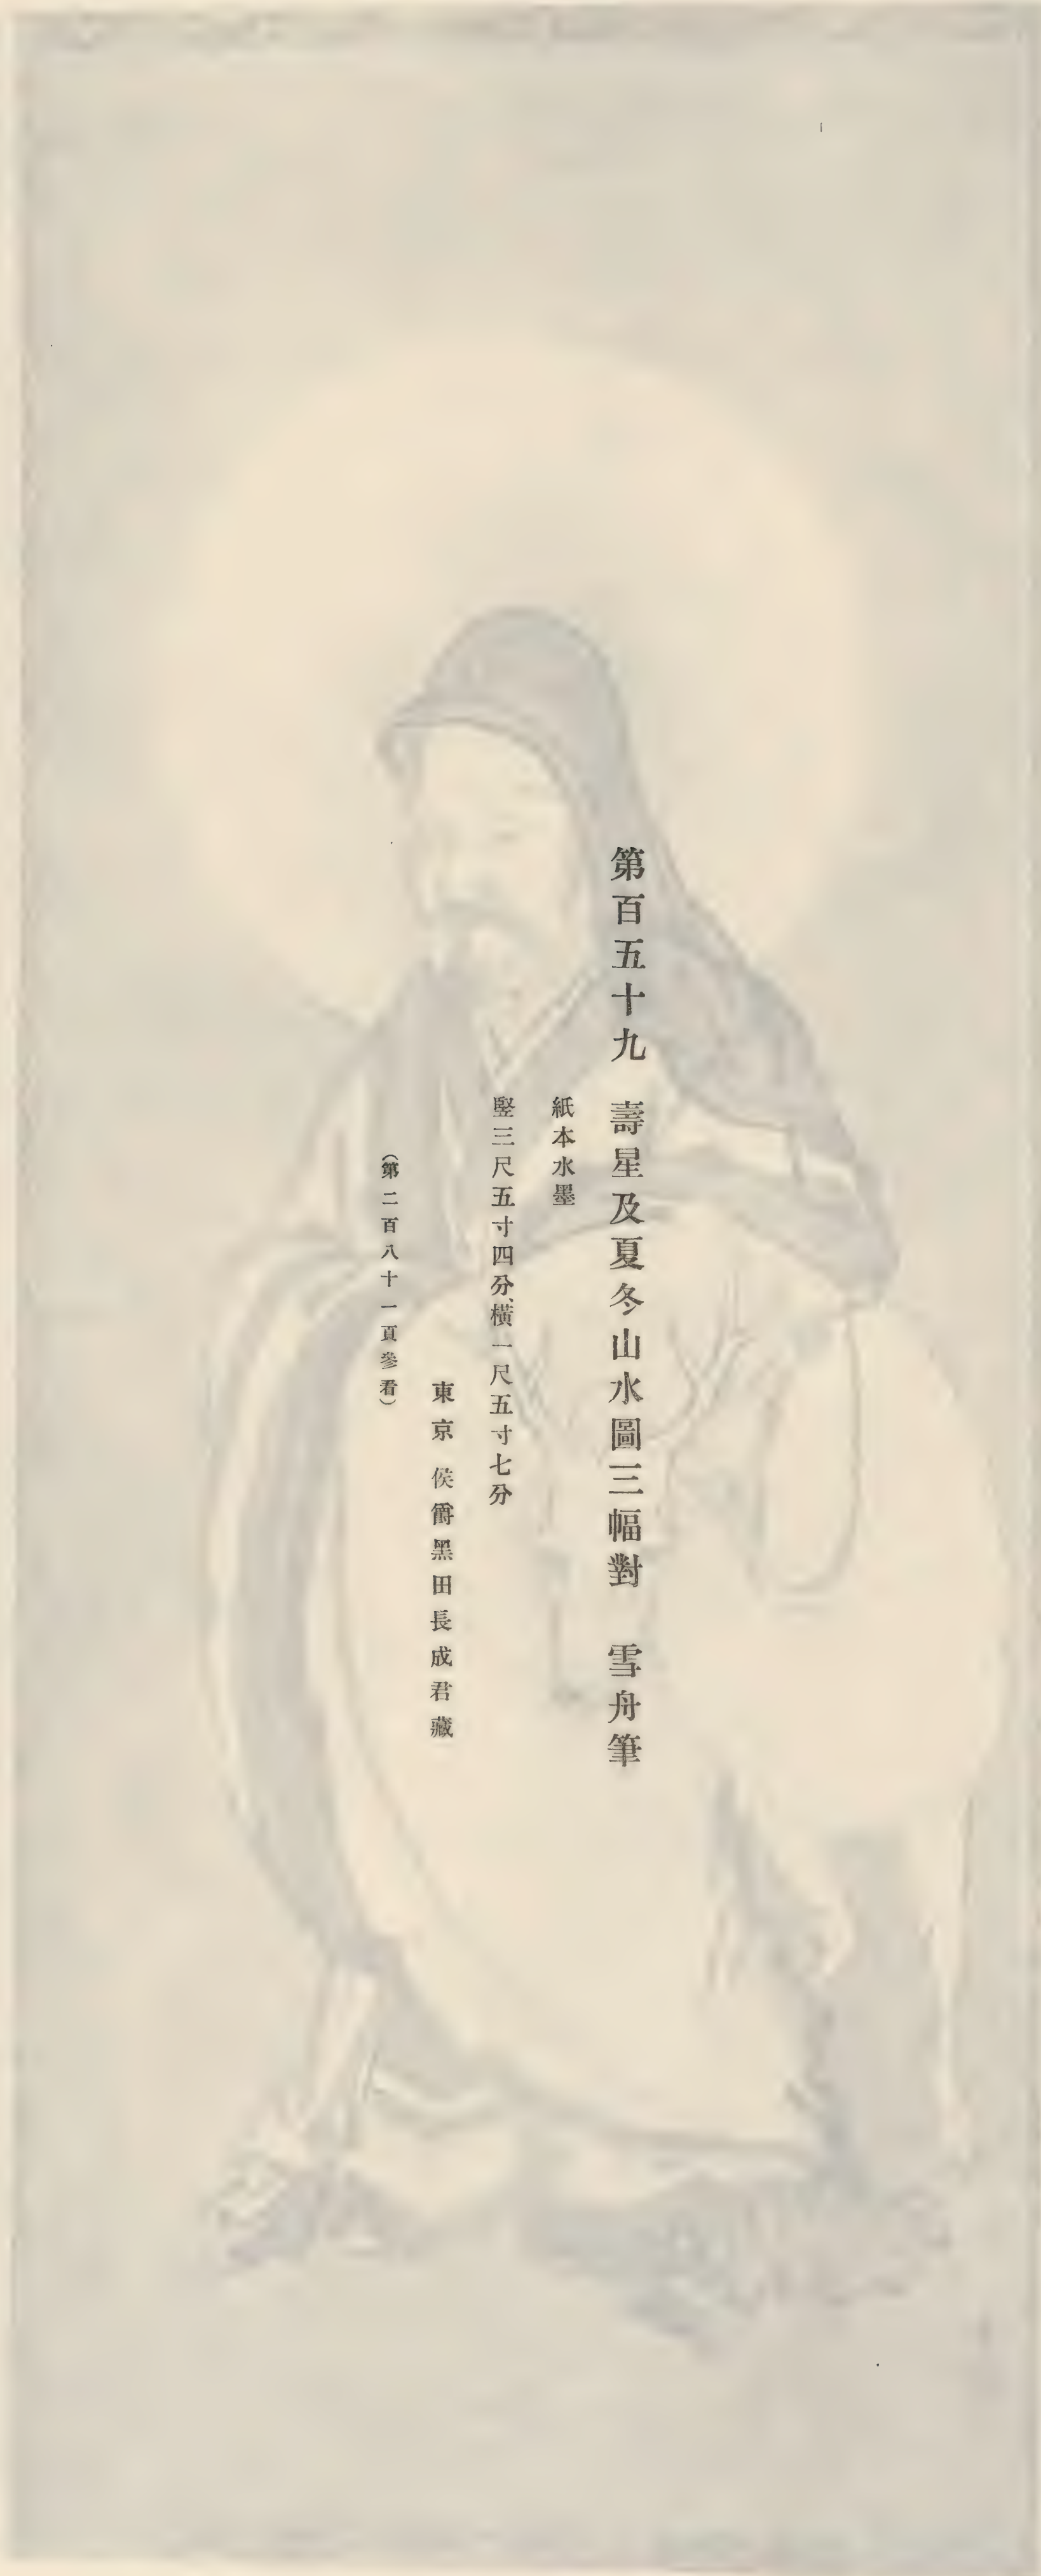 第百五十九　壽星及夏冬山水圖三幅對　雪舟筆
紙本水墨
竪三尺五寸四分、橫一尺五寸七分
東京 侯爵黑田長成君藏
（第二百八十一頁參看）